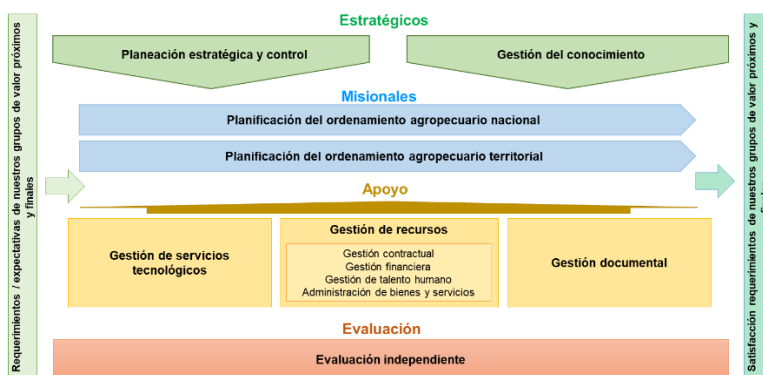 Requerimientos / expectativas de nuestros grupos de valor próximos
y finales
Estratégicos
Planeación estratégica y control
Gestión del conocimiento
Misionales
Planificación del ordenamiento agropecuario nacional
Planificación del ordenamiento agropecuario territorial
Apoyo
Gestión de servicios
tecnológicos
Gestión de recursos
Gestión contractual
Gestión financiera
Gestión de talento humano
Administración de bienes y servicios
Gestión documental
Evaluación
Evaluación independiente
Satisfacción requerimientos de nuestros grupos de valor próximos y